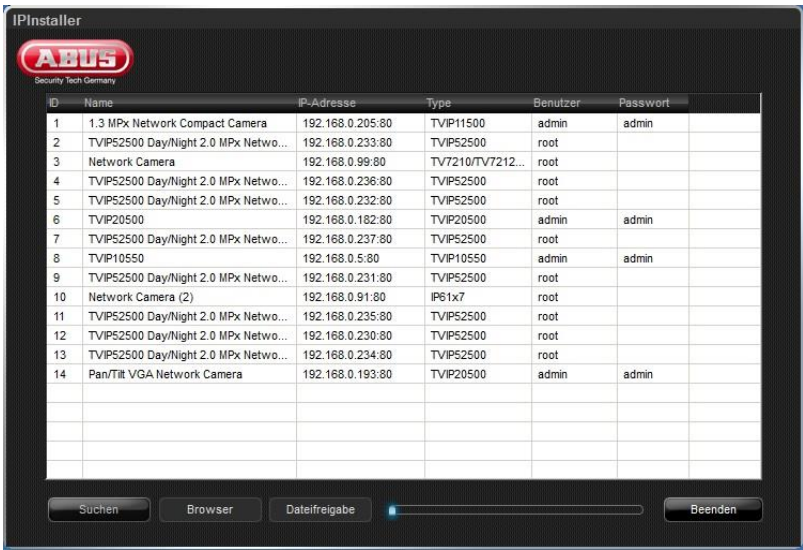 IPInstaller
ABUS
Security Tech Germany
ID Name IP-Adresse Type Benutzer Passwort
1 1.3 MPx Network Compact Camera 192.168.0.205:80 TVIP11500 admin admin
2 TVIP52500 Day/Night 2.0 MPx Netwo... 192.168.0.233:80 TVIP52500 root
3 Network Camera 192.168.0.99:80 TV7210/TV7212... root
4 TVIP52500 Day/Night 2.0 MPx Netwo... 192.168.0.236:80 TVIP52500 root
5 TVIP52500 Day/Night 2.0 MPx Netwo... 192.168.0.232:80 TVIP52500 root
6 TVIP20500 192.168.0.182:80 TVIP20500 admin admin
7 TVIP52500 Day/Night 2.0 MPx Netwo... 192.168.0.237:80 TVIP52500 root
8 TVIP10550 192.168.0.5:80 TVIP10550 admin admin
9 TVIP52500 Day/Night 2.0 MPx Netwo... 192.168.0.231:80 TVIP52500 root
10 Network Camera (2) 192.168.0.91:80 IP61x7 root
11 TVIP52500 Day/Night 2.0 MPx Netwo... 192.168.0.235:80 TVIP52500 root
12 TVIP52500 Day/Night 2.0 MPx Netwo... 192.168.0.230:80 TVIP52500 root
13 TVIP52500 Day/Night 2.0 MPx Netwo... 192.168.0.234:80 TVIP52500 root
14 Pan/Tilt VGA Network Camera 192.168.0.193:80 TVIP20500 admin admin
Suchen Browser Dateifreigabe Beenden